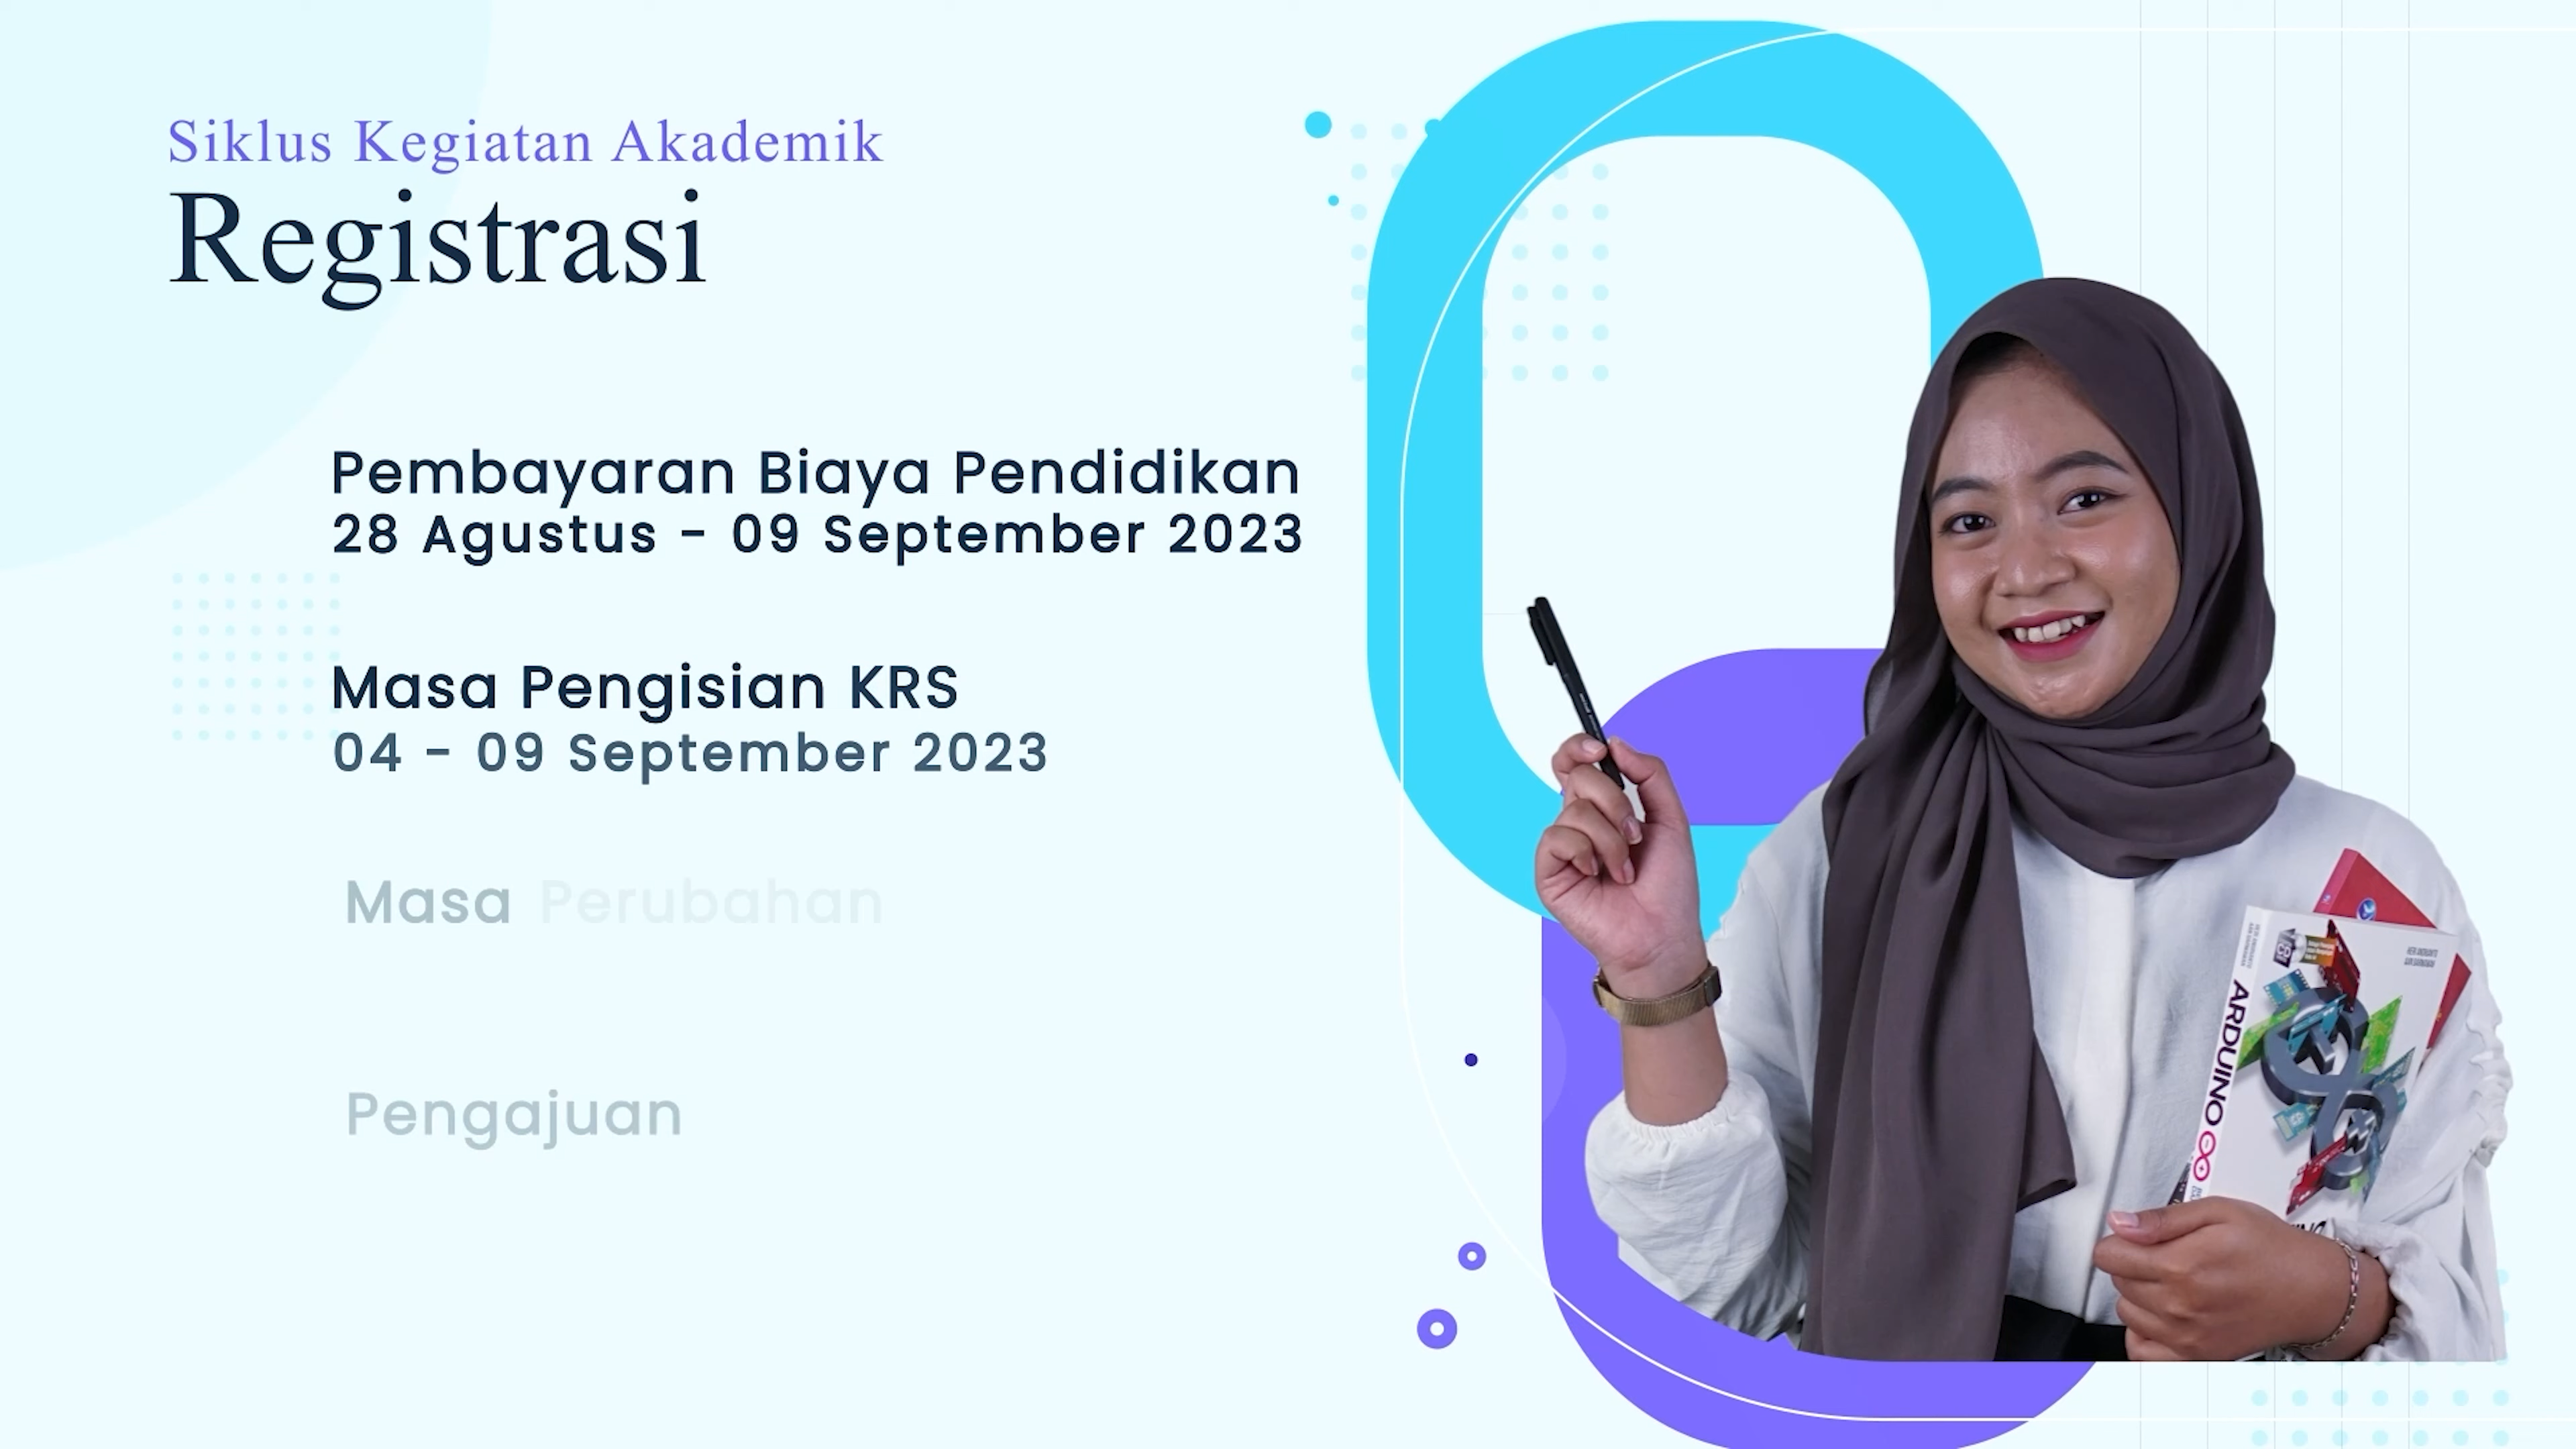 Siklus Kegiatan Akademik
Registrasi
Pembayaran Biaya Pendidikan
28 Agustus - 09 September 2023
Masa Pengisian KRS
04 - 09 September 2023
Masa Perubahan
Pengajuan
ARDUINO